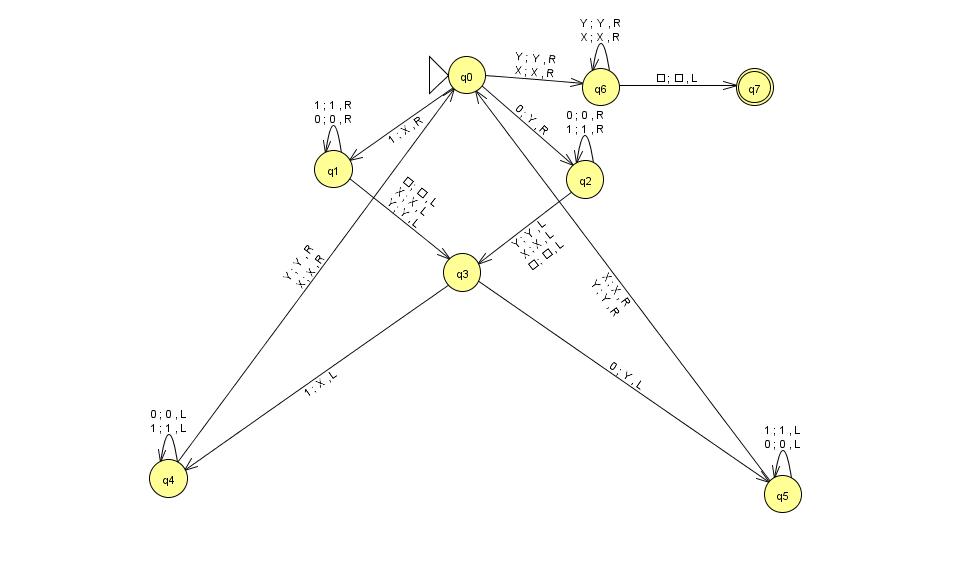 Y ; Y , R
X ; X , R
Y ; Y , R
X ; X , R
q0
q6
□ ; □ , L
q7
1 ; 1 , R
0 ; 0 , R
1 ; X , R
0 ; Y , R
0 ; 0 , R
1 ; 1 , R
q1
q2
□ ; □ , L
X ; X , L
Y ; Y , L
Y ; Y , L
X ; X , L
□ ; □ , L
q3
Y ; Y , R
X ; X , R
X ; X , R
Y ; Y , R
1 ; X , L
0 ; Y , L
0 ; 0 , L
1 ; 1 , L
1 ; 1 , L
0 ; 0 , L
q4
q5